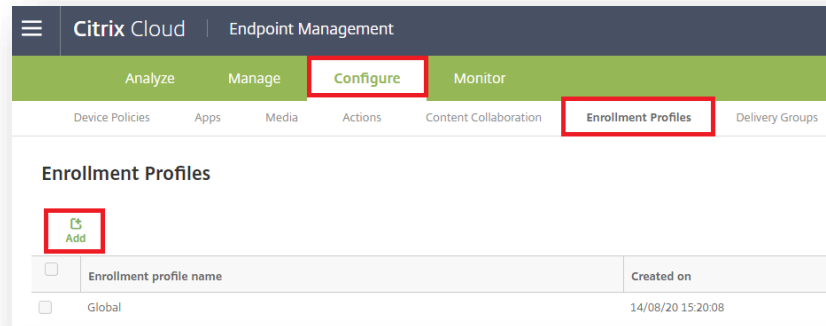 Citrix Cloud Endpoint Management
Analyze Manage Configure Monitor
Device Policies Apps Media Actions Content Collaboration Enrollment Profiles Delivery Groups
Enrollment Profiles
Add
Enrollment profile name Created on
Global 14/08/20 15:20:08